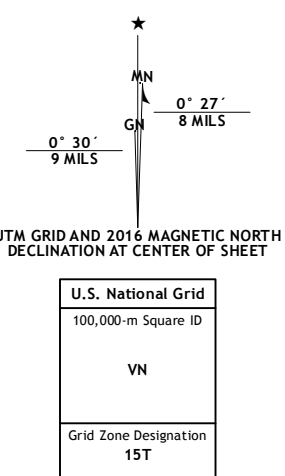 MN
0° 27´
8 MILS
GN
0° 30´
9 MILS
UTM GRID AND 2016 MAGNETIC NORTH
DECLINATION AT CENTER OF SHEET
U.S. National Grid
100,000-m Square ID
VN
Grid Zone Designation
15T